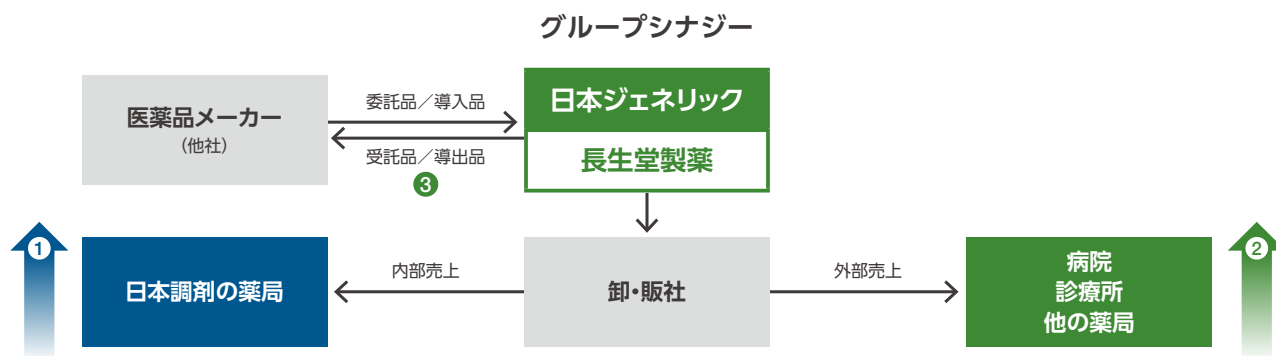 グループシナジー
医薬品メーカー
(他社)
委託品／導入品
受託品／導出品
3
日本ジェネリック
長生堂製薬
1
日本調剤の薬局
内部売上
卸・販社
外部売上
病院
診療所
他の薬局
2